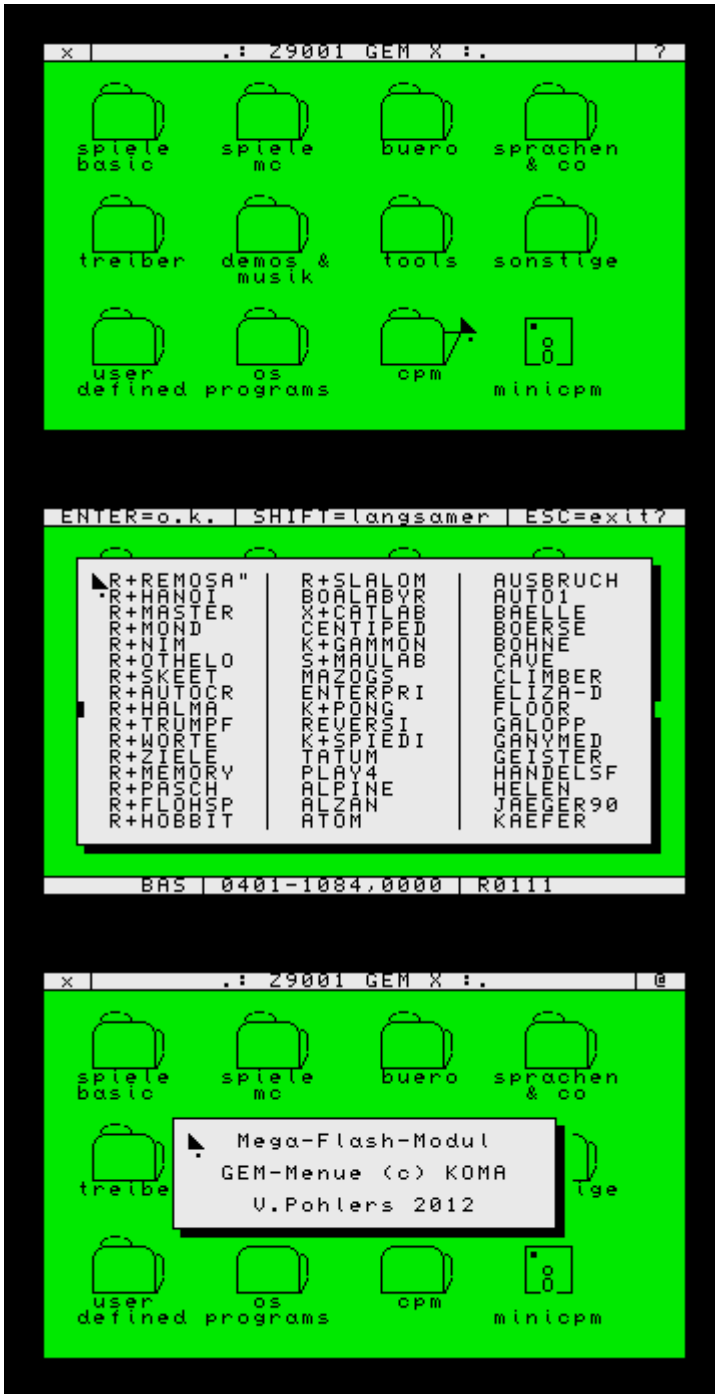 x .: Z9001 GEM X :. ?
spiele spiele buero sprachen
basic mc & co
treiber demos & tools sonstige
musik
user os cpm
defined programs minicpm
ENTER=o.k. | SHIFT=langsamer | ESC=exit?
R+REMOSA" | R+SLALOM | AUSBRUCH
R+HANOI | BOALABYR | AUTO1
R+MASTER | X+CATLAB | BAELLE
R+MOND | CENTIPED | BOERSE
R+NIM | K+GAMMON | BOHNE
R+OTHELO | S+MAULAB | CAVE
R+SKEET | MAZOGS | CLIMBER
R+AUTOCR | ENTERPRI | ELIZA-D
R+HALMA | K+PONG | FLOOR
R+TRUMPF | REVERSI | GALOPP
R+WORTE | K+SPIEDI | GANYMED
R+ZIELE | TATUM | GEISTER
R+MEMORY | PLAY4 | HANDELSF
R+PASCH | ALPINE | HELEN
R+FLOHSP | ALZAN | JAEGER90
R+HOBBIT | ATOM | KAEFER
BAS | 0401-1084,0000 | R0111
x .: Z9001 GEM X :. @
spiele spiele buero sprachen
basic mc & co
Mega-Flash-Modul
GEM-Menue (c) KOMA
V.Pohlers 2012
treibe ige
user os cpm
defined programs minicpm